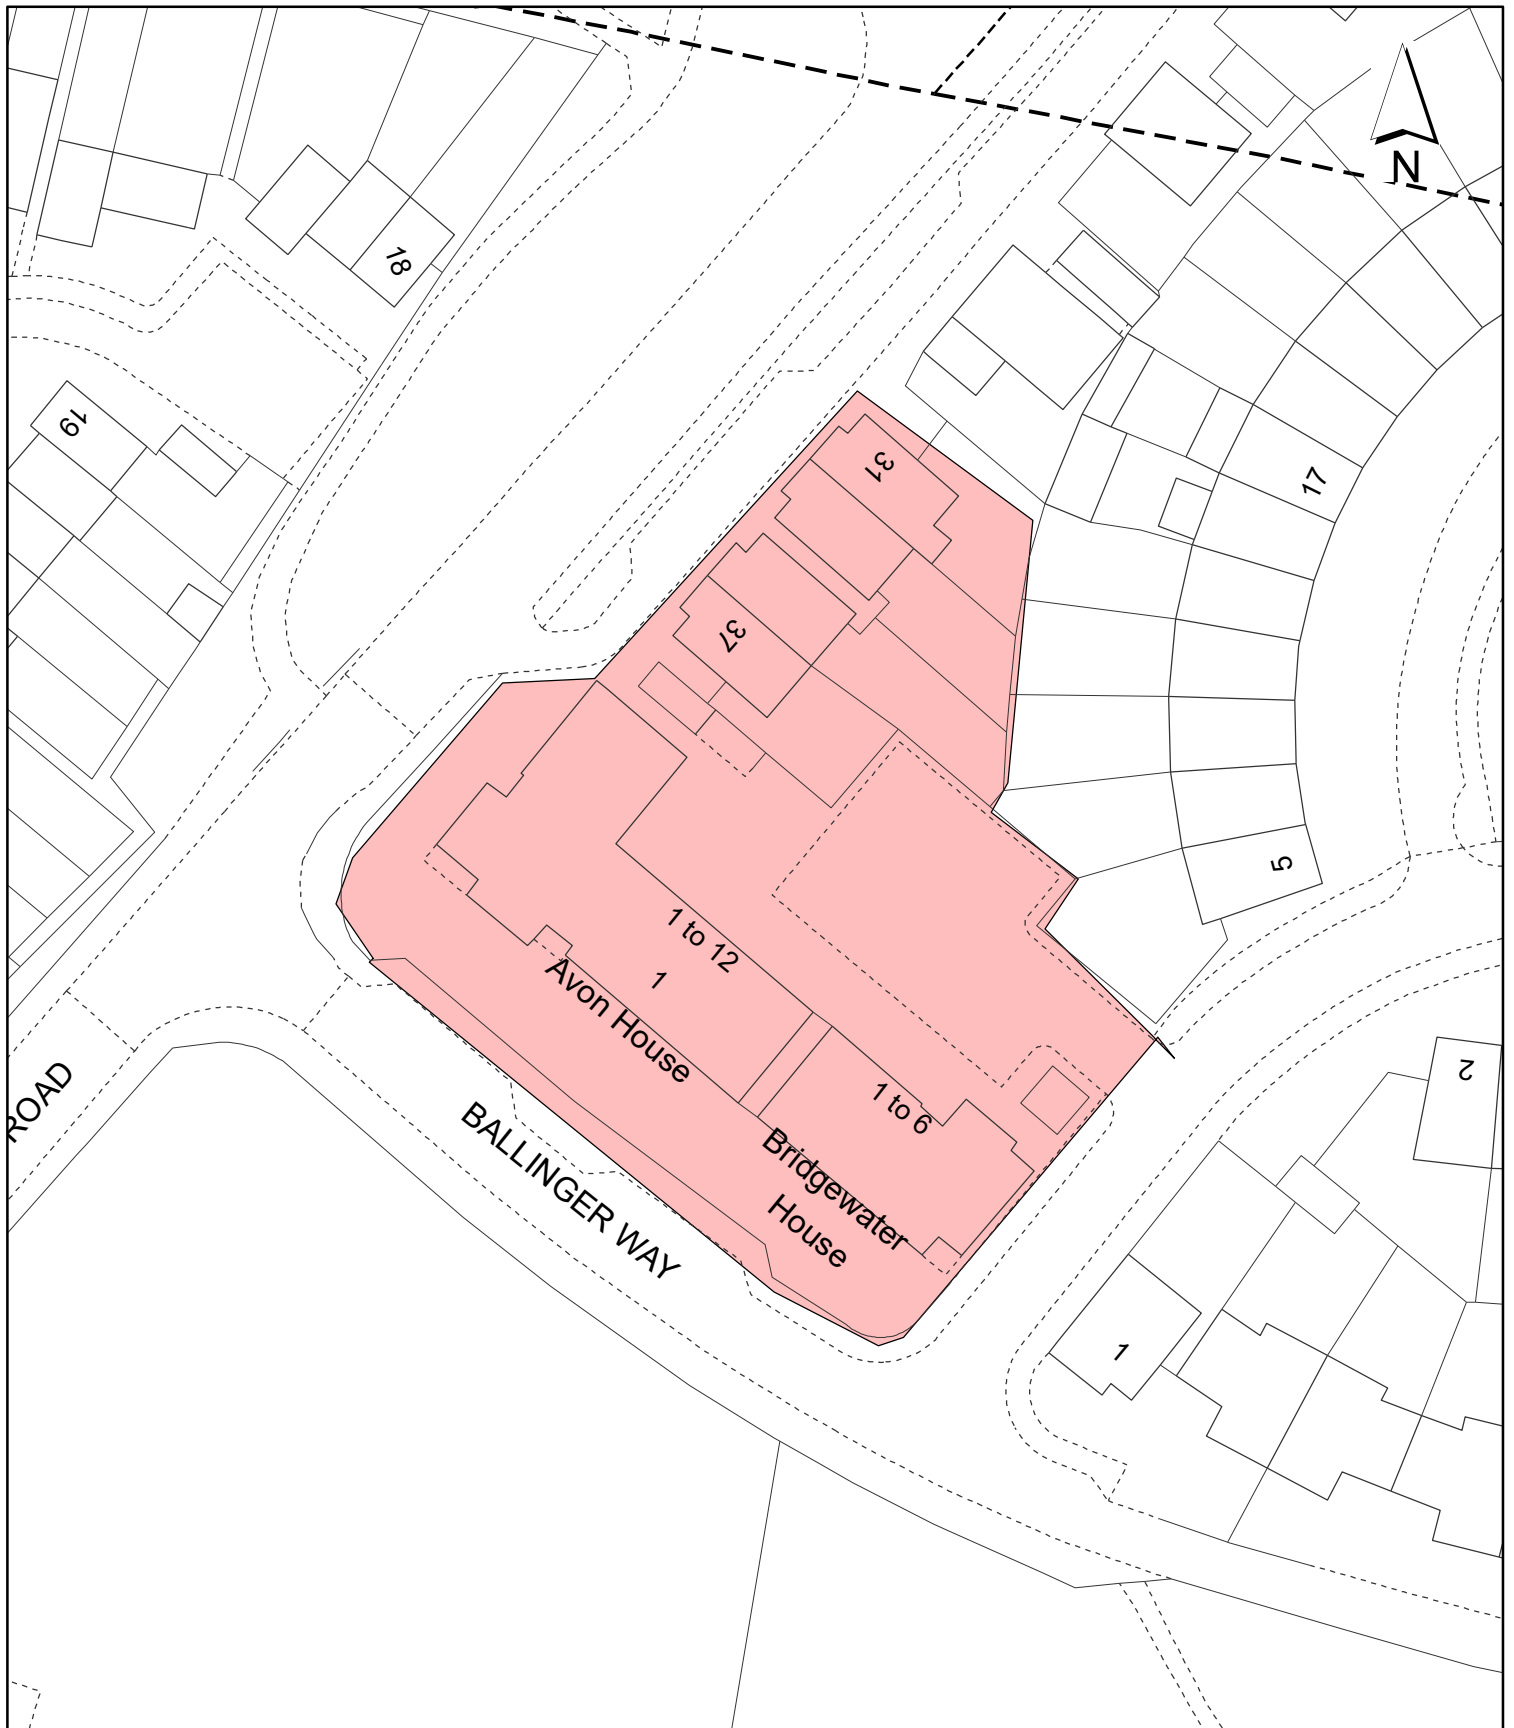 N
18
19
31
17
37
5
1 to 12
1
Avon House
1 to 6
Bridgewater
House
BALLINGER WAY
ROAD
2
1